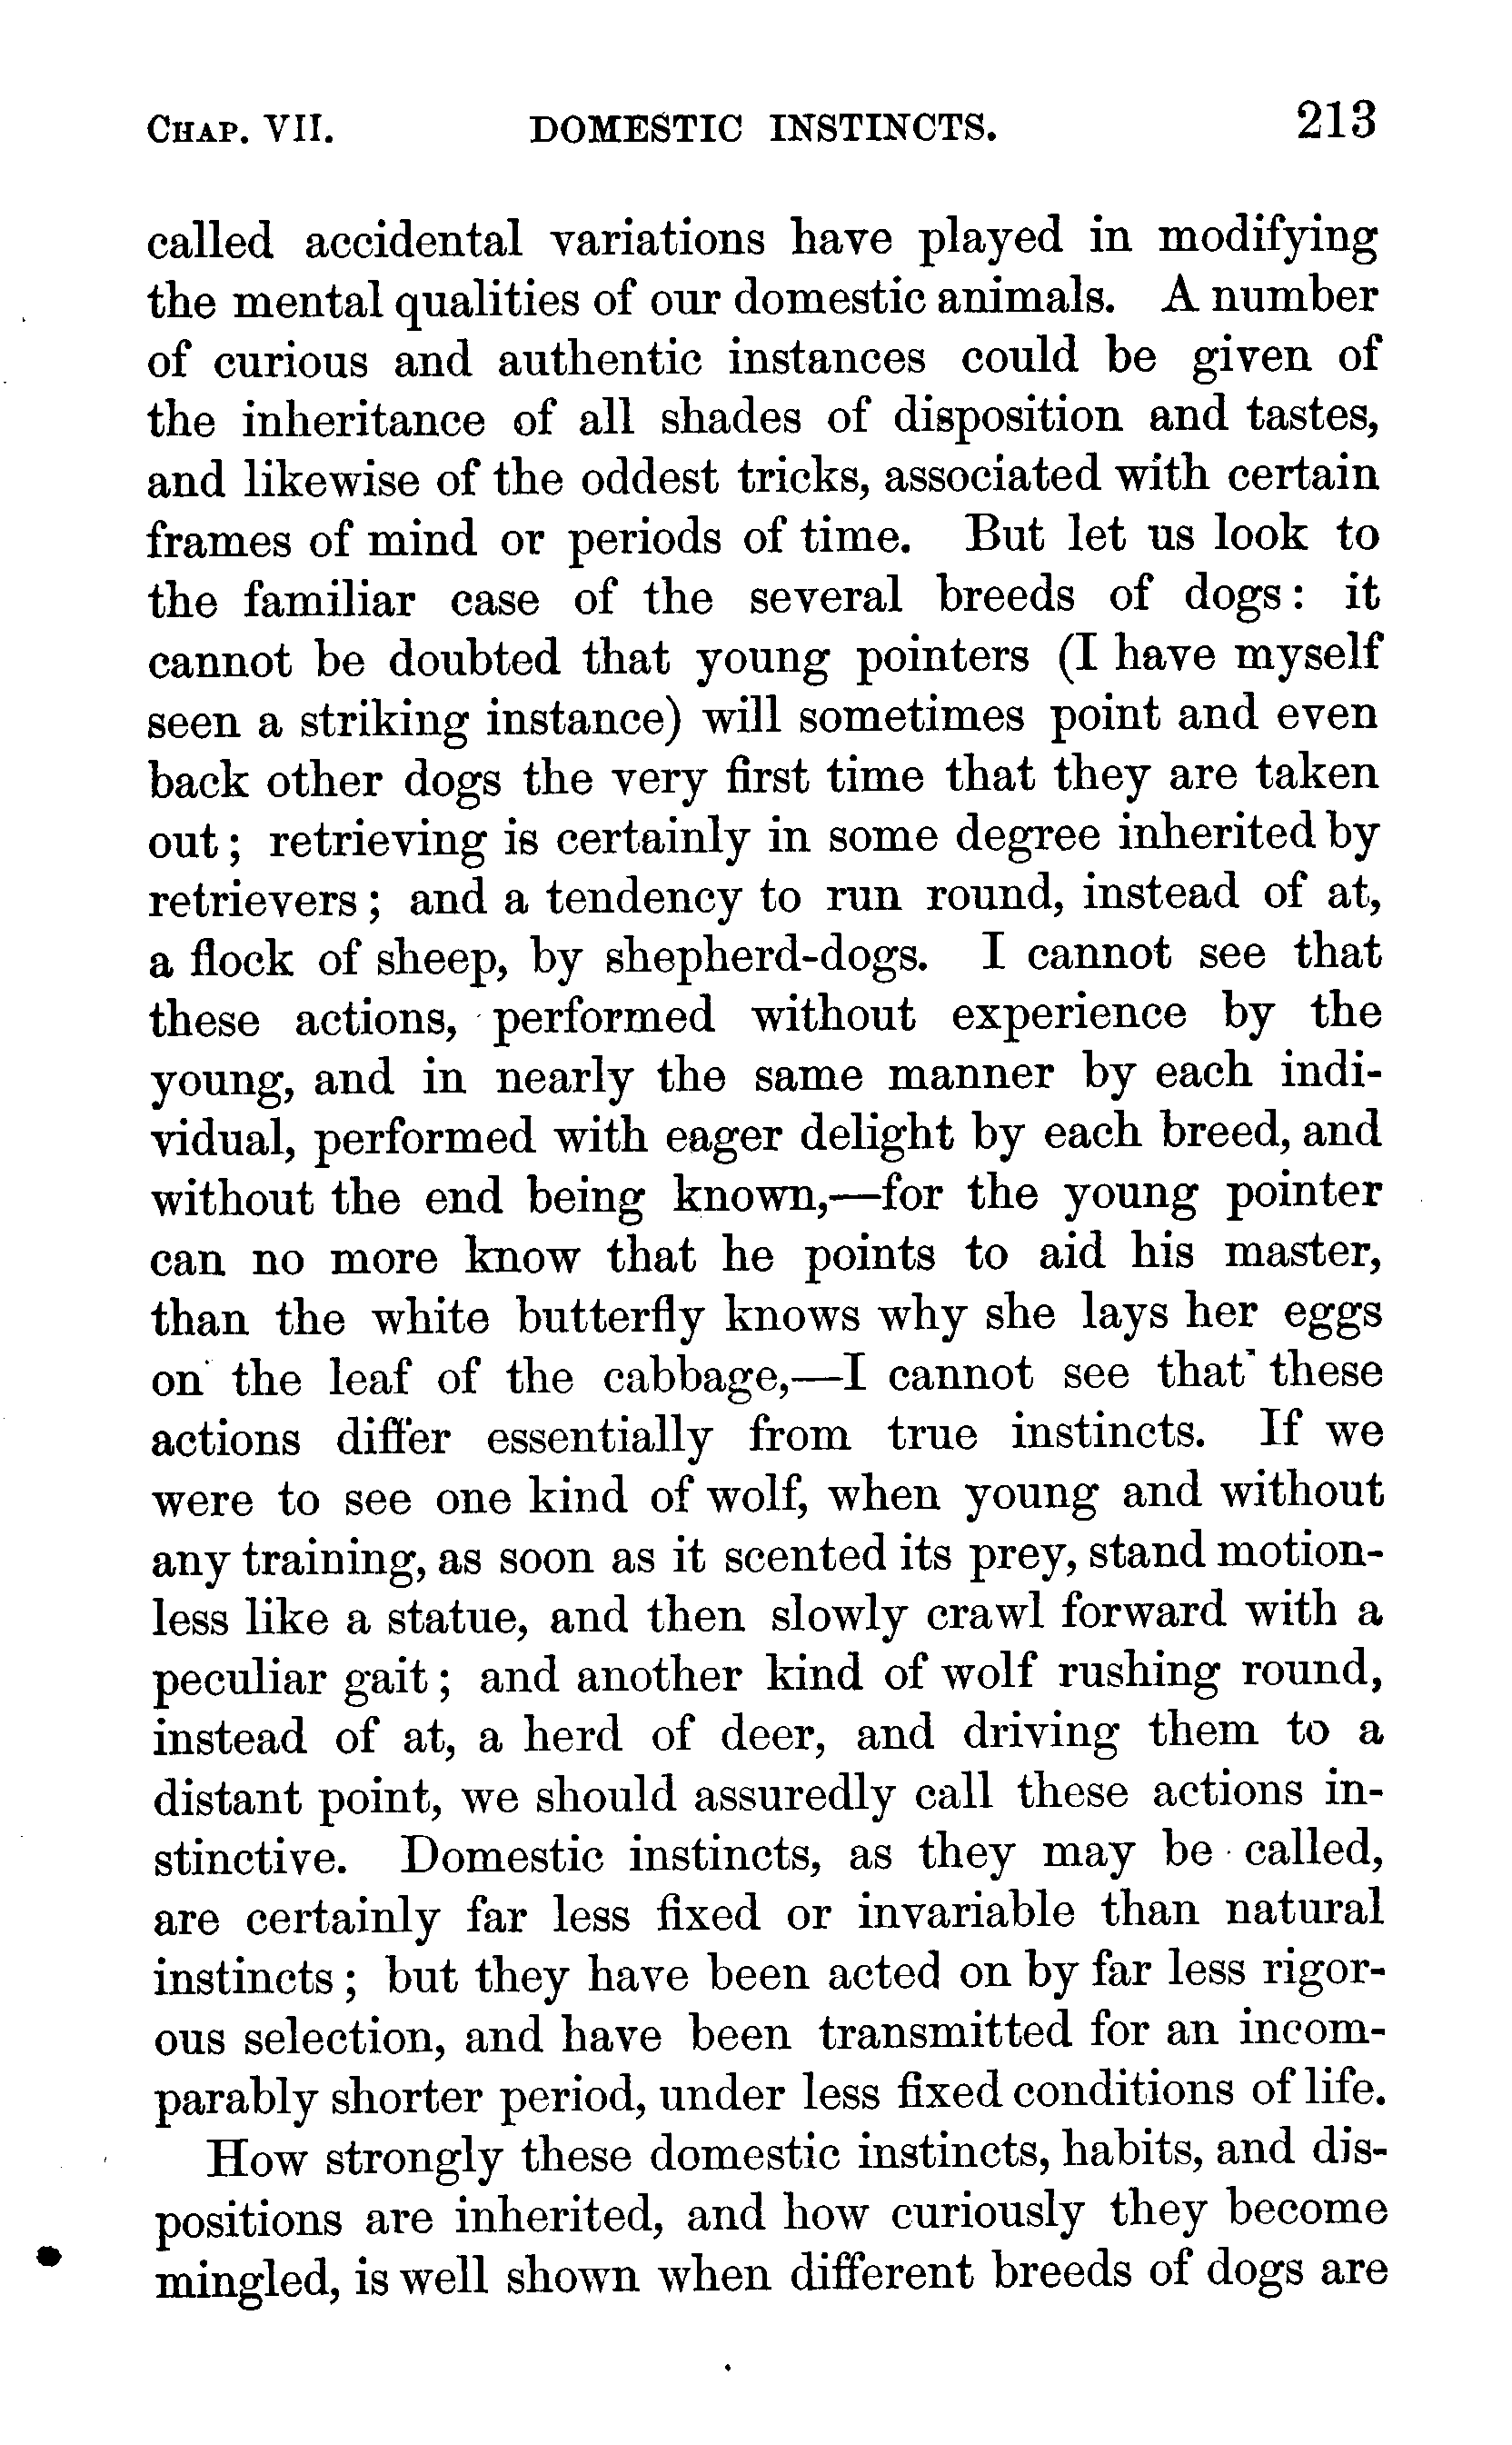 CHAP. VII. DOMESTIC INSTINCTS. 213
called accidental variations have played in modifying
the mental qualities of our domestic animals. A number
of curious and authentic instances could be given of
the inheritance of all shades of disposition and tastes,
and likewise of the oddest tricks, associated with certain
frames of mind or periods of time. But let us look to
the familiar case of the several breeds of dogs: it
cannot be doubted that young pointers (I have myself
seen a striking instance) will sometimes point and even
back other dogs the very first time that they are taken
out; retrieving is certainly in some degree inherited by
retrievers; and a tendency to run round, instead of at,
a flock of sheep, by shepherd-dogs. I cannot see that
these actions, performed without experience by the
young, and in nearly the same manner by each indi-
vidual, performed with eager delight by each breed, and
without the end being known,—for the young pointer
can no more know that he points to aid his master,
than the white butterfly knows why she lays her eggs
on the leaf of the cabbage,—I cannot see that these
actions differ essentially from true instincts. If we
were to see one kind of wolf, when young and without
any training, as soon as it scented its prey, stand motion-
less like a statue, and then slowly crawl forward with a
peculiar gait; and another kind of wolf rushing round,
instead of at, a herd of deer, and driving them to a
distant point, we should assuredly call these actions in-
stinctive. Domestic instincts, as they may be called,
are certainly far less fixed or invariable than natural
instincts; but they have been acted on by far less rigor-
ous selection, and have been transmitted for an incom-
parably shorter period, under less fixed conditions of life.
How strongly these domestic instincts, habits, and dis-
positions are inherited, and how curiously they become
mingled, is well shown when different breeds of dogs are